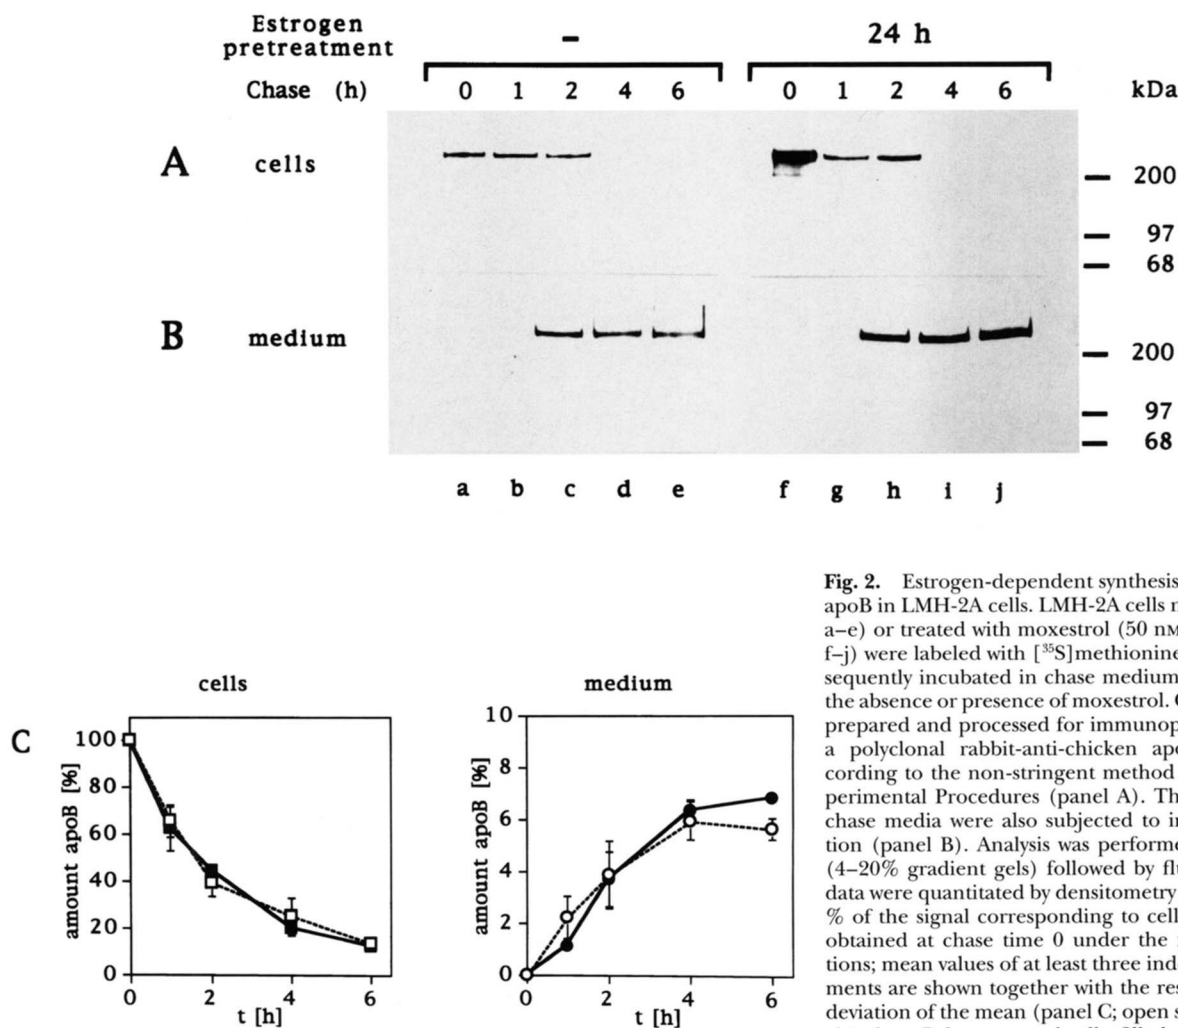 Estrogen
pretreatment – 24 h
Chase (h) 0 1 2 4 6 0 1 2 4 6 kDa
A cells
200
97
68
B medium
200
97
68
a b c d e f g h i j
C
cells
amount apoB [%]
100
80
60
40
20
0
0 2 4 6
t [h]
medium
amount apoB [%]
10
8
6
4
2
0
0 2 4 6
t [h]
Fig. 2. Estrogen-dependent synthesis
apoB in LMH-2A cells. LMH-2A cells
a–e) or treated with moxestrol (50 nM
f–j) were labeled with [³⁵S]methionine
sequently incubated in chase medium
the absence or presence of moxestrol.
prepared and processed for immunop
a polyclonal rabbit-anti-chicken apo
cording to the non-stringent method
perimental Procedures (panel A). Th
chase media were also subjected to in
tion (panel B). Analysis was performe
(4–20% gradient gels) followed by flu
data were quantitated by densitometry
% of the signal corresponding to cell
obtained at chase time 0 under the
tions; mean values of at least three inde
ments are shown together with the res
deviation of the mean (panel C; open s